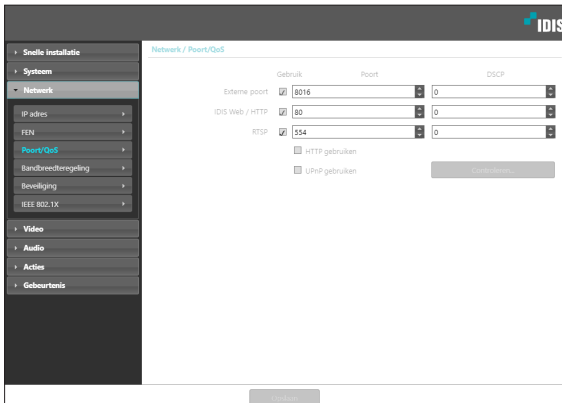 IDIS
Snelle installatie
Systeem
Netwerk
IP adres
FEN
Poort/QoS
Bandbreedteregeling
Beveiliging
IEEE 802.1X
Video
Audio
Acties
Gebeurtenis
Netwerk / Poort/QoS
Gebruik Poort DSCP
Externe poort 8016 0
IDIS Web / HTTP 80 0
RTSP 554 0
HTTP gebruiken
UPnP gebruiken Controleren...